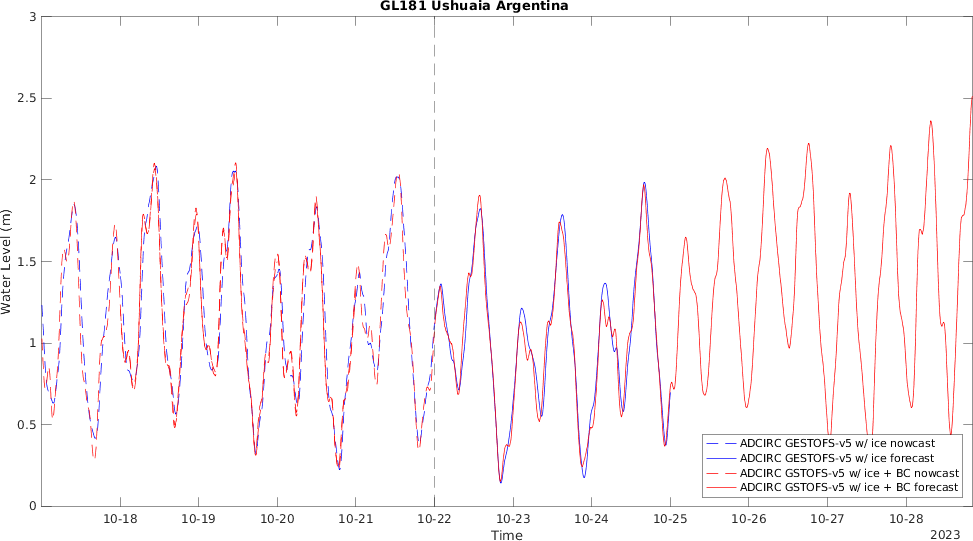 GL181 Ushuaia Argentina
Water Level (m)
3
2.5
2
1.5
1
0.5
0
10-18 10-19 10-20 10-21 10-22 10-23 10-24 10-25 10-26 10-27 10-28
Time
2023
ADCIRC GESTOFS-v5 w/ ice nowcast
ADCIRC GESTOFS-v5 w/ ice forecast
ADCIRC GSTOFS-v5 w/ ice + BC nowcast
ADCIRC GSTOFS-v5 w/ ice + BC forecast